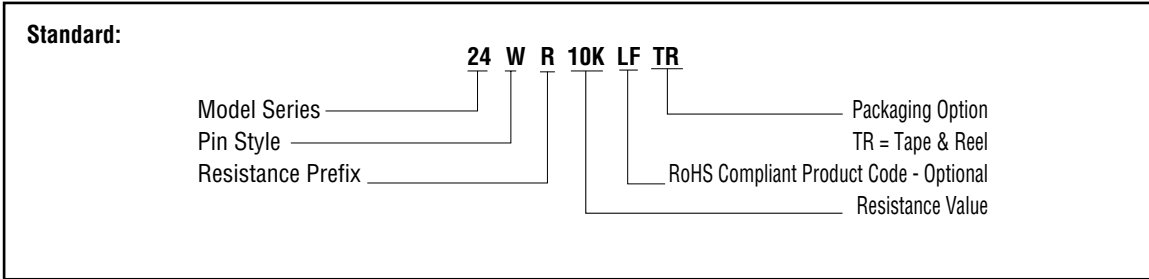 Standard:
24 W R 10K LF TR
Model Series
Packaging Option
Pin Style
TR = Tape & Reel
Resistance Prefix
RoHS Compliant Product Code - Optional
Resistance Value